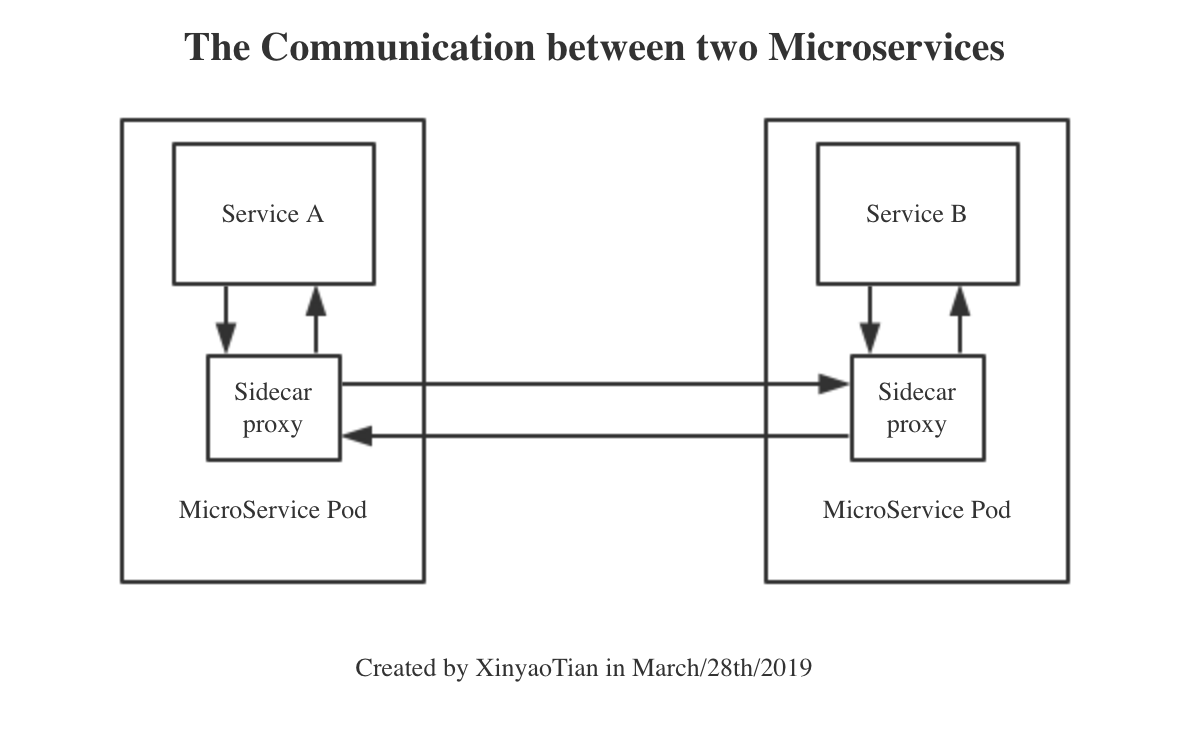 The Communication between two Microservices
Service A
Service B
Sidecar
proxy
Sidecar
proxy
MicroService Pod
MicroService Pod
Created by XinyaoTian in March/28th/2019